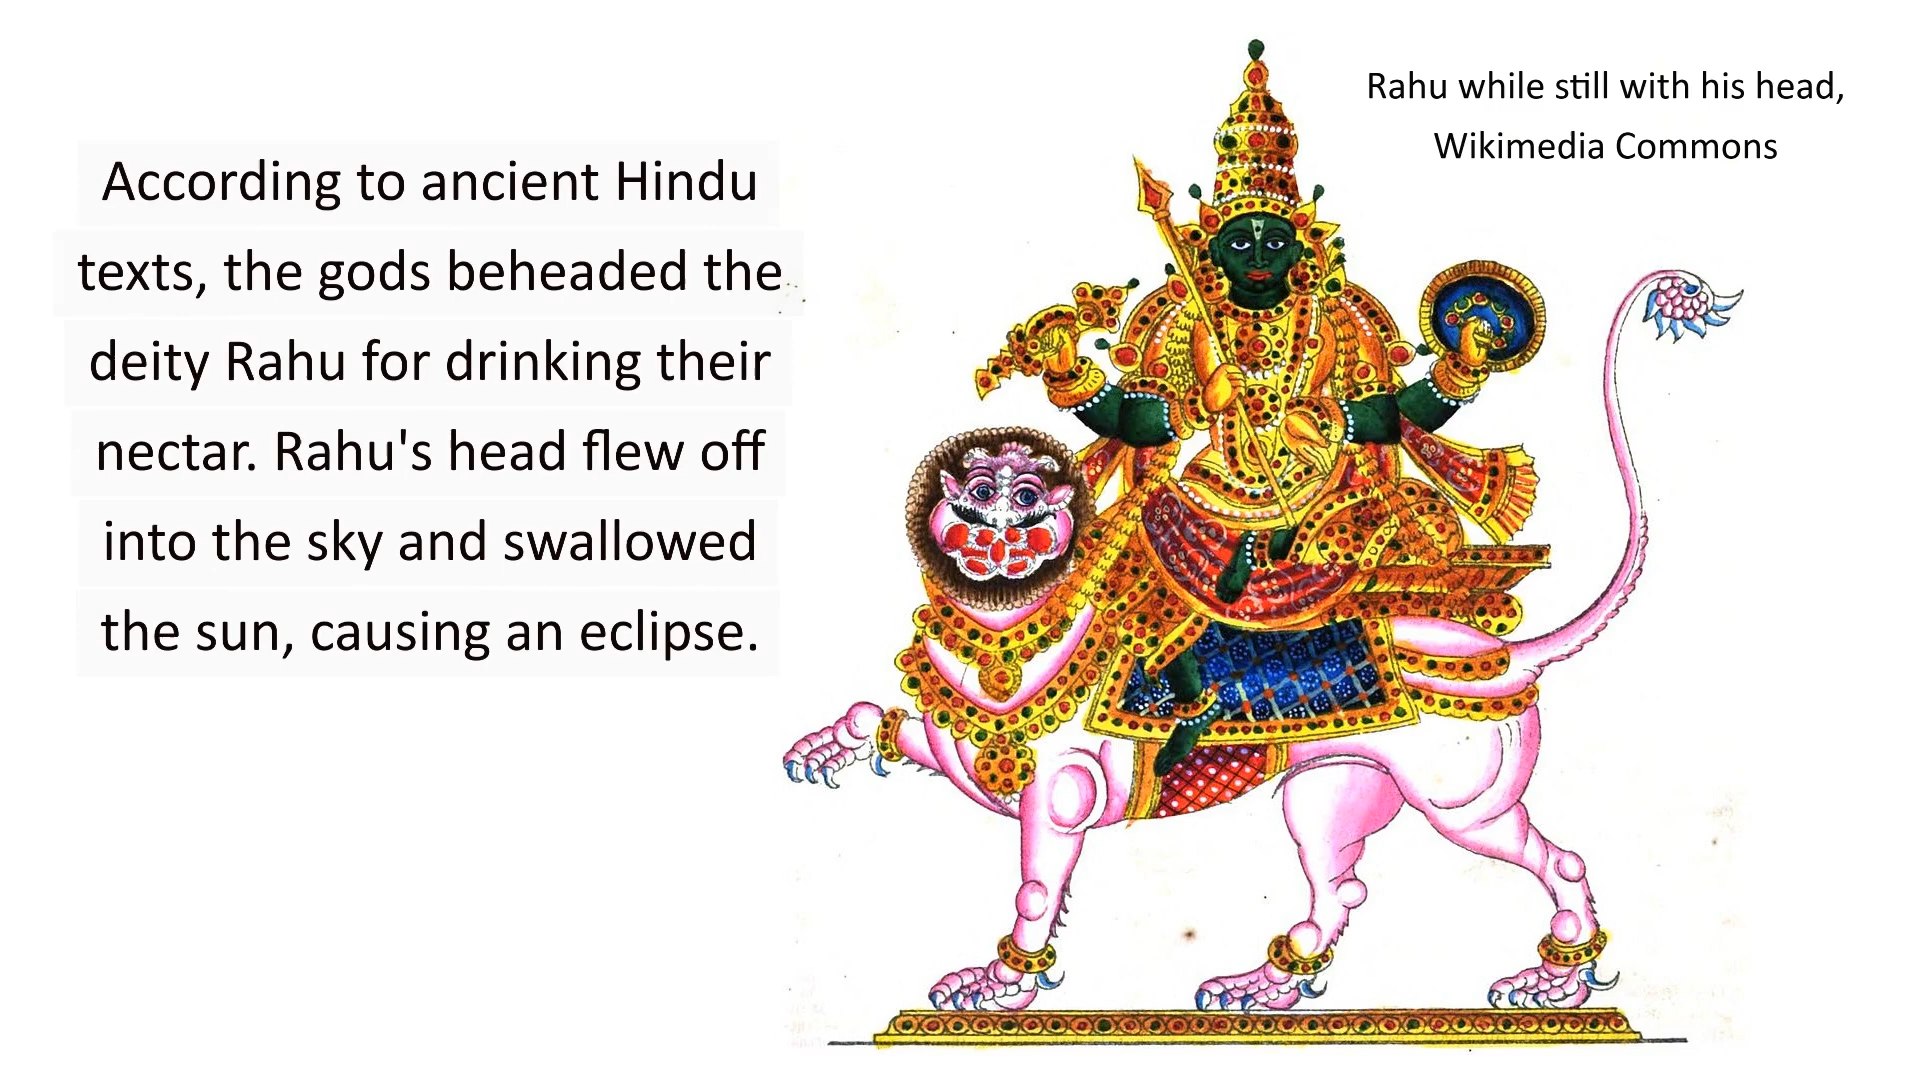 According to ancient Hindu
texts, the gods beheaded the
deity Rahu for drinking their
nectar. Rahu's head flew off
into the sky and swallowed
the sun, causing an eclipse.
Rahu while still with his head,
Wikimedia Commons